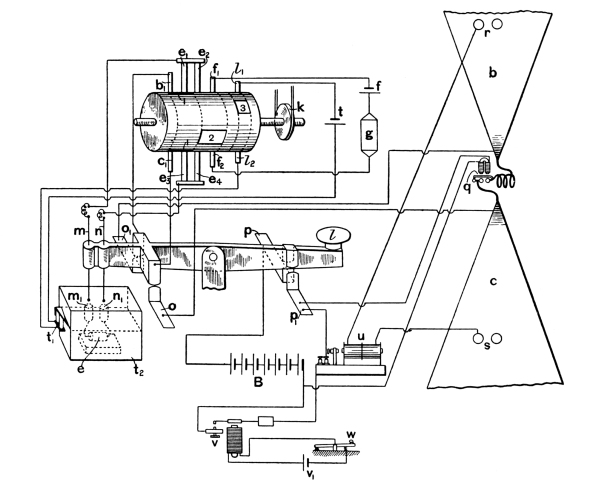 e₁ e₂
f₁ l₁
b₁
3
k
f
t
g
2
c₁
f₂ l₂
e₃ e₄
r
b
q
m n
o₁
p
l
c
m₁ n₁
o
p₁
t₁
e
t₂
u
s
B
v
w
v₁